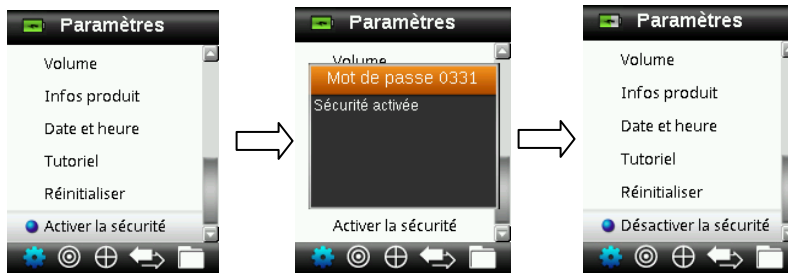 Paramètres
Volume
Infos produit
Date et heure
Tutoriel
Réinitialiser
Activer la sécurité
Paramètres
Volume
Mot de passe 0331
Sécurité activée
Activer la sécurité
Paramètres
Volume
Infos produit
Date et heure
Tutoriel
Réinitialiser
Désactiver la sécurité